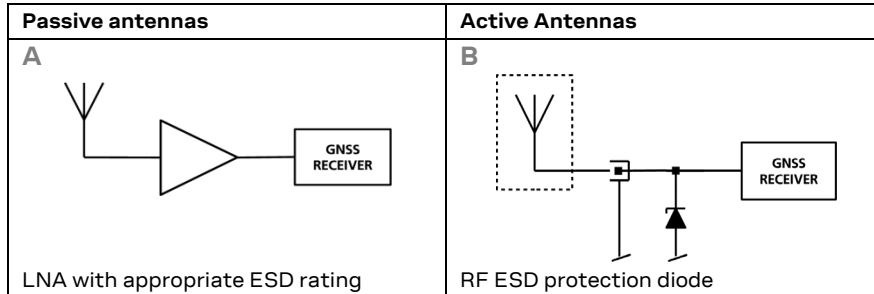 Passive antennas
Active Antennas
A
GNSS
RECEIVER
LNA with appropriate ESD rating
B
GNSS
RECEIVER
RF ESD protection diode